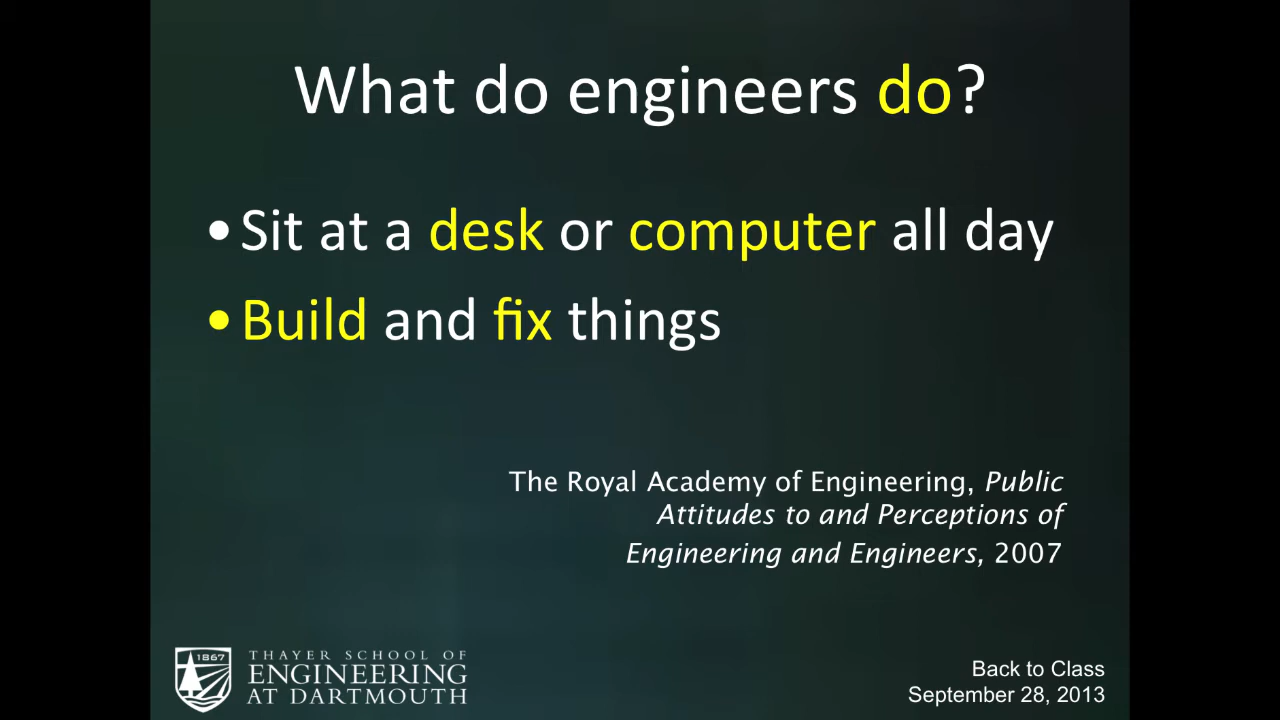 What do engineers do?
•Sit at a desk or computer all day
•Build and fix things
The Royal Academy of Engineering, Public
Attitudes to and Perceptions of
Engineering and Engineers, 2007
1867
THAYER SCHOOL OF
ENGINEERING
AT DARTMOUTH
Back to Class
September 28, 2013